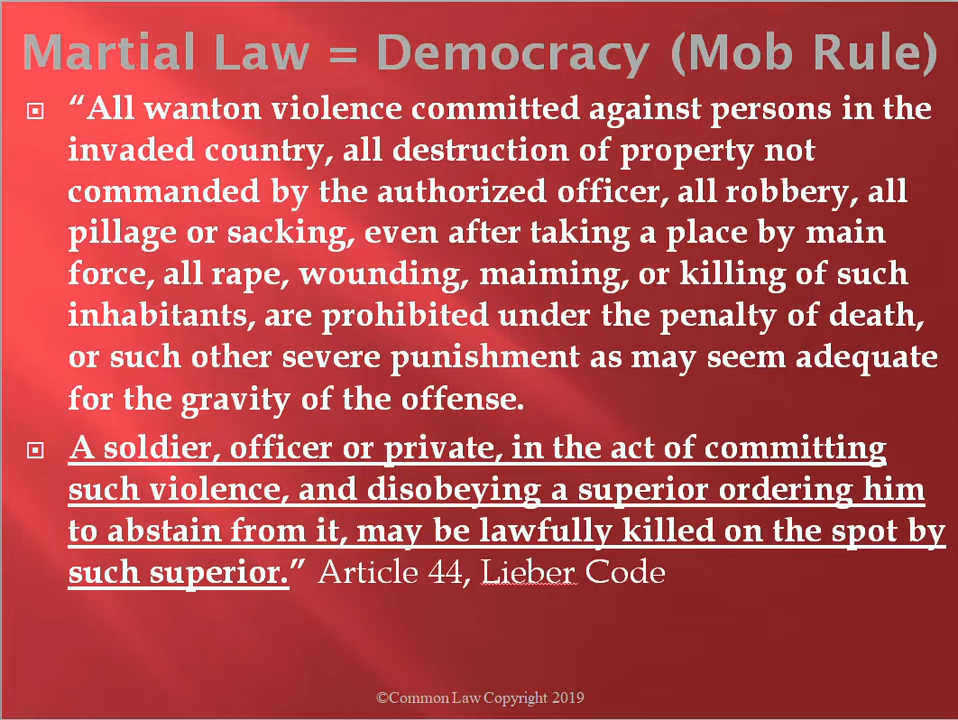 Martial Law = Democracy (Mob Rule)
“All wanton violence committed against persons in the
invaded country, all destruction of property not
commanded by the authorized officer, all robbery, all
pillage or sacking, even after taking a place by main
force, all rape, wounding, maiming, or killing of such
inhabitants, are prohibited under the penalty of death,
or such other severe punishment as may seem adequate
for the gravity of the offense.
A soldier, officer or private, in the act of committing
such violence, and disobeying a superior ordering him
to abstain from it, may be lawfully killed on the spot by
such superior.” Article 44, Lieber Code
©Common Law Copyright 2019